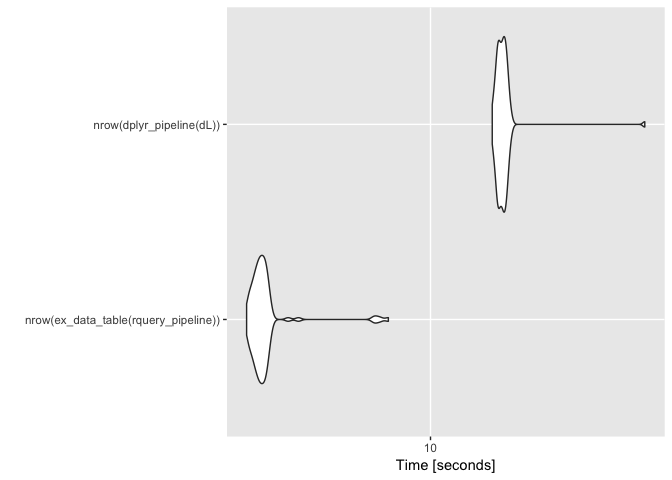 nrow(dplyr_pipeline(dL))
nrow(ex_data_table(rquery_pipeline))
10
Time [seconds]